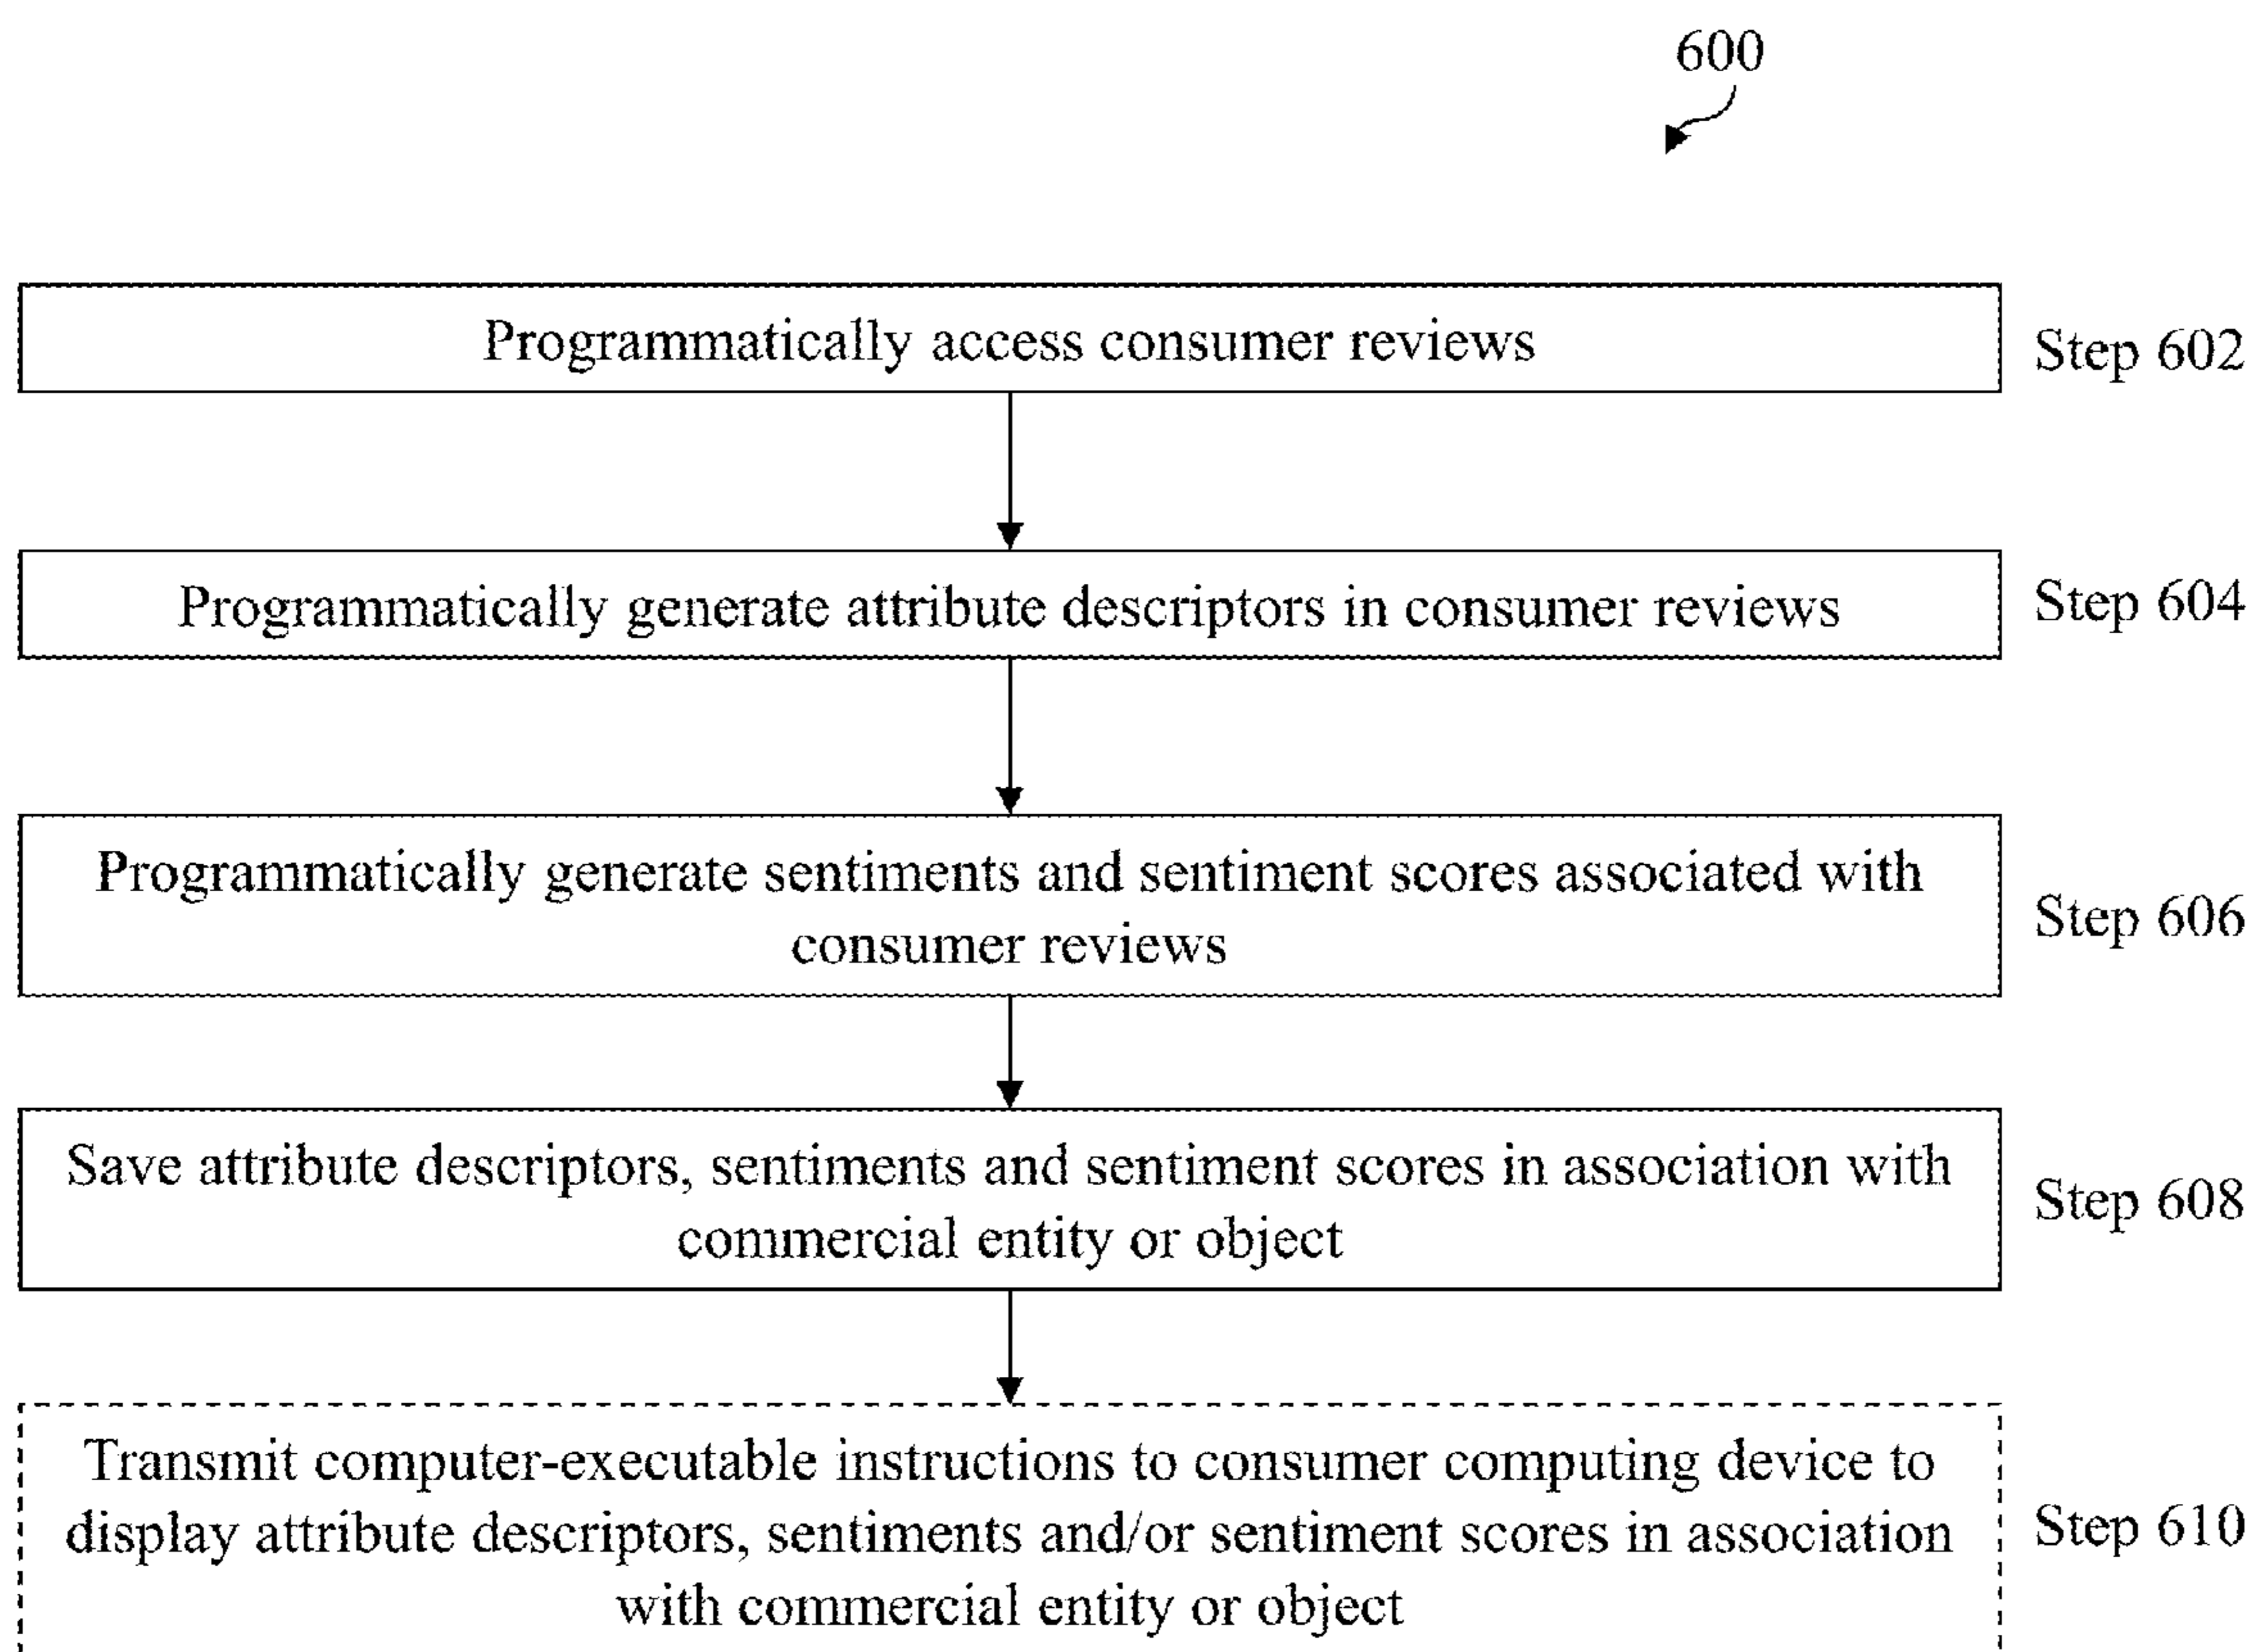 600
Programmatically access consumer reviews
Step 602
Programmatically generate attribute descriptors in consumer reviews
Step 604
Programmatically generate sentiments and sentiment scores associated with
consumer reviews
Step 606
Save attribute descriptors, sentiments and sentiment scores in association with
commercial entity or object
Step 608
Transmit computer-executable instructions to consumer computing device to
display attribute descriptors, sentiments and/or sentiment scores in association
with commercial entity or object
Step 610